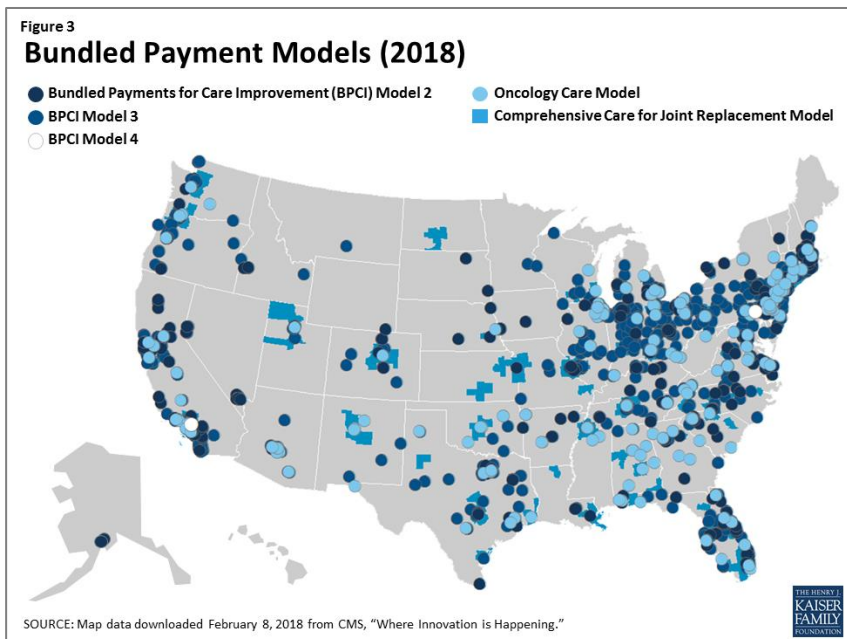 Figure 3
Bundled Payment Models (2018)
Bundled Payments for Care Improvement (BPCI) Model 2
BPCI Model 3
BPCI Model 4
Oncology Care Model
Comprehensive Care for Joint Replacement Model
SOURCE: Map data downloaded February 8, 2018 from CMS, “Where Innovation is Happening.”
THE HENRY J.
KAISER
FAMILY
FOUNDATION